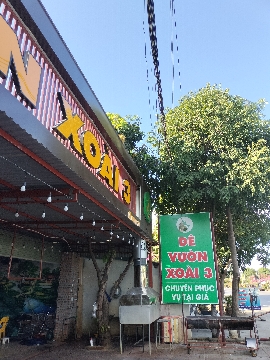 N XOÀI 3
DÊ
VƯỜN
XOÀI 3
CHUYÊN PHỤC
VỤ TẠI GIA